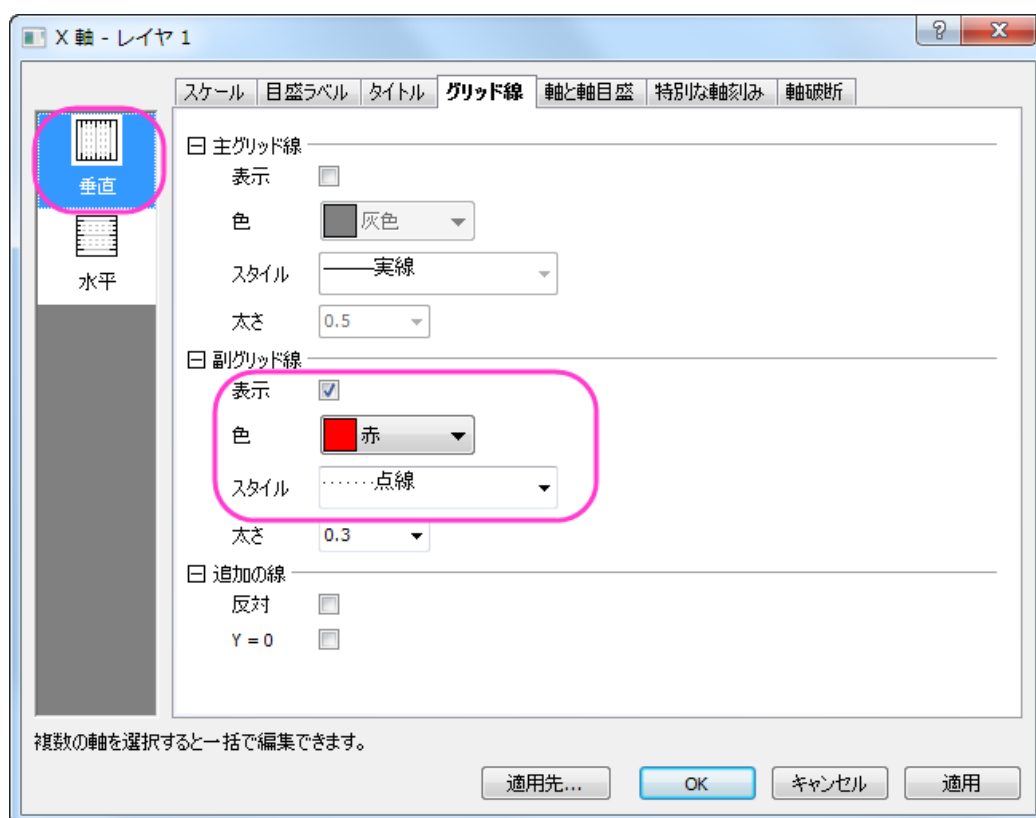 X 軸 - レイヤ 1
スケール 目盛ラベル タイトル グリッド線 軸と軸目盛 特別な軸刻み 軸破断
垂直
水平
主グリッド線
表示
色 灰色
スタイル 実線
太さ 0.5
副グリッド線
表示
色 赤
スタイル 点線
太さ 0.3
追加の線
反対
Y = 0
複数の軸を選択すると一括で編集できます。
適用先... OK キャンセル 適用